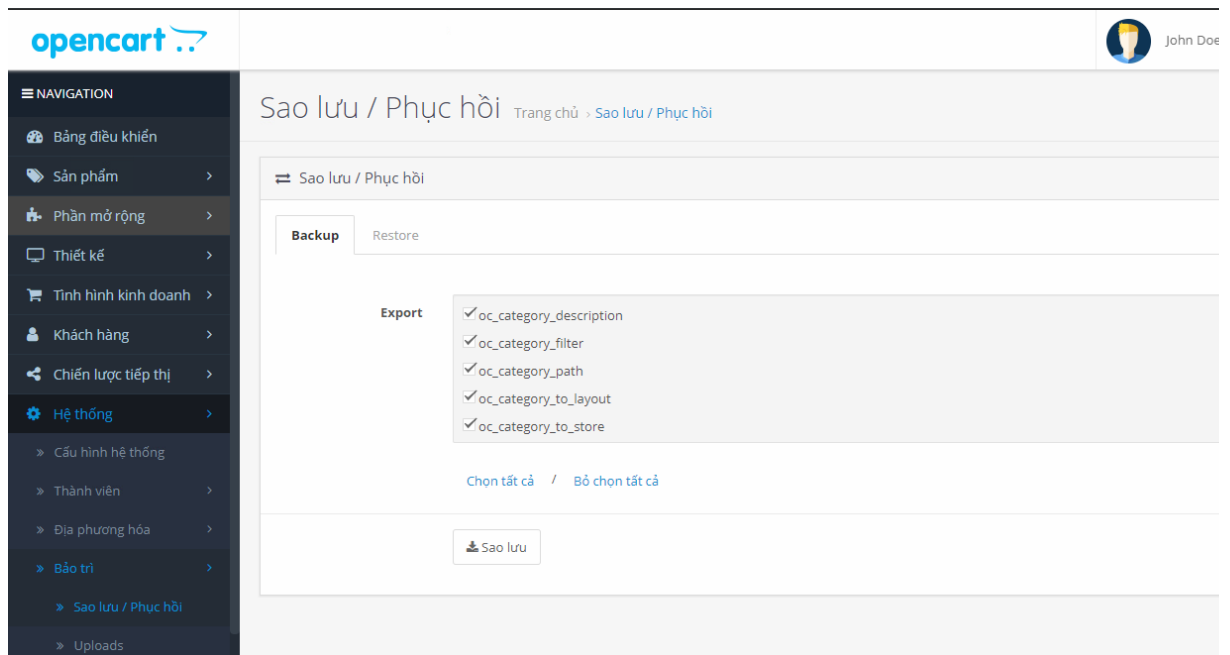 opencart
John Doe
NAVIGATION
Bảng điều khiển
Sản phẩm
Phần mở rộng
Thiết kế
Tình hình kinh doanh
Khách hàng
Chiến lược tiếp thị
Hệ thống
Cấu hình hệ thống
Thành viên
Địa phương hóa
Bảo trì
Sao lưu / Phục hồi
Uploads
Sao lưu / Phục hồi Trang chủ › Sao lưu / Phục hồi
Sao lưu / Phục hồi
Backup Restore
Export
oc_category_description
oc_category_filter
oc_category_path
oc_category_to_layout
oc_category_to_store
Chọn tất cả / Bỏ chọn tất cả
Sao lưu